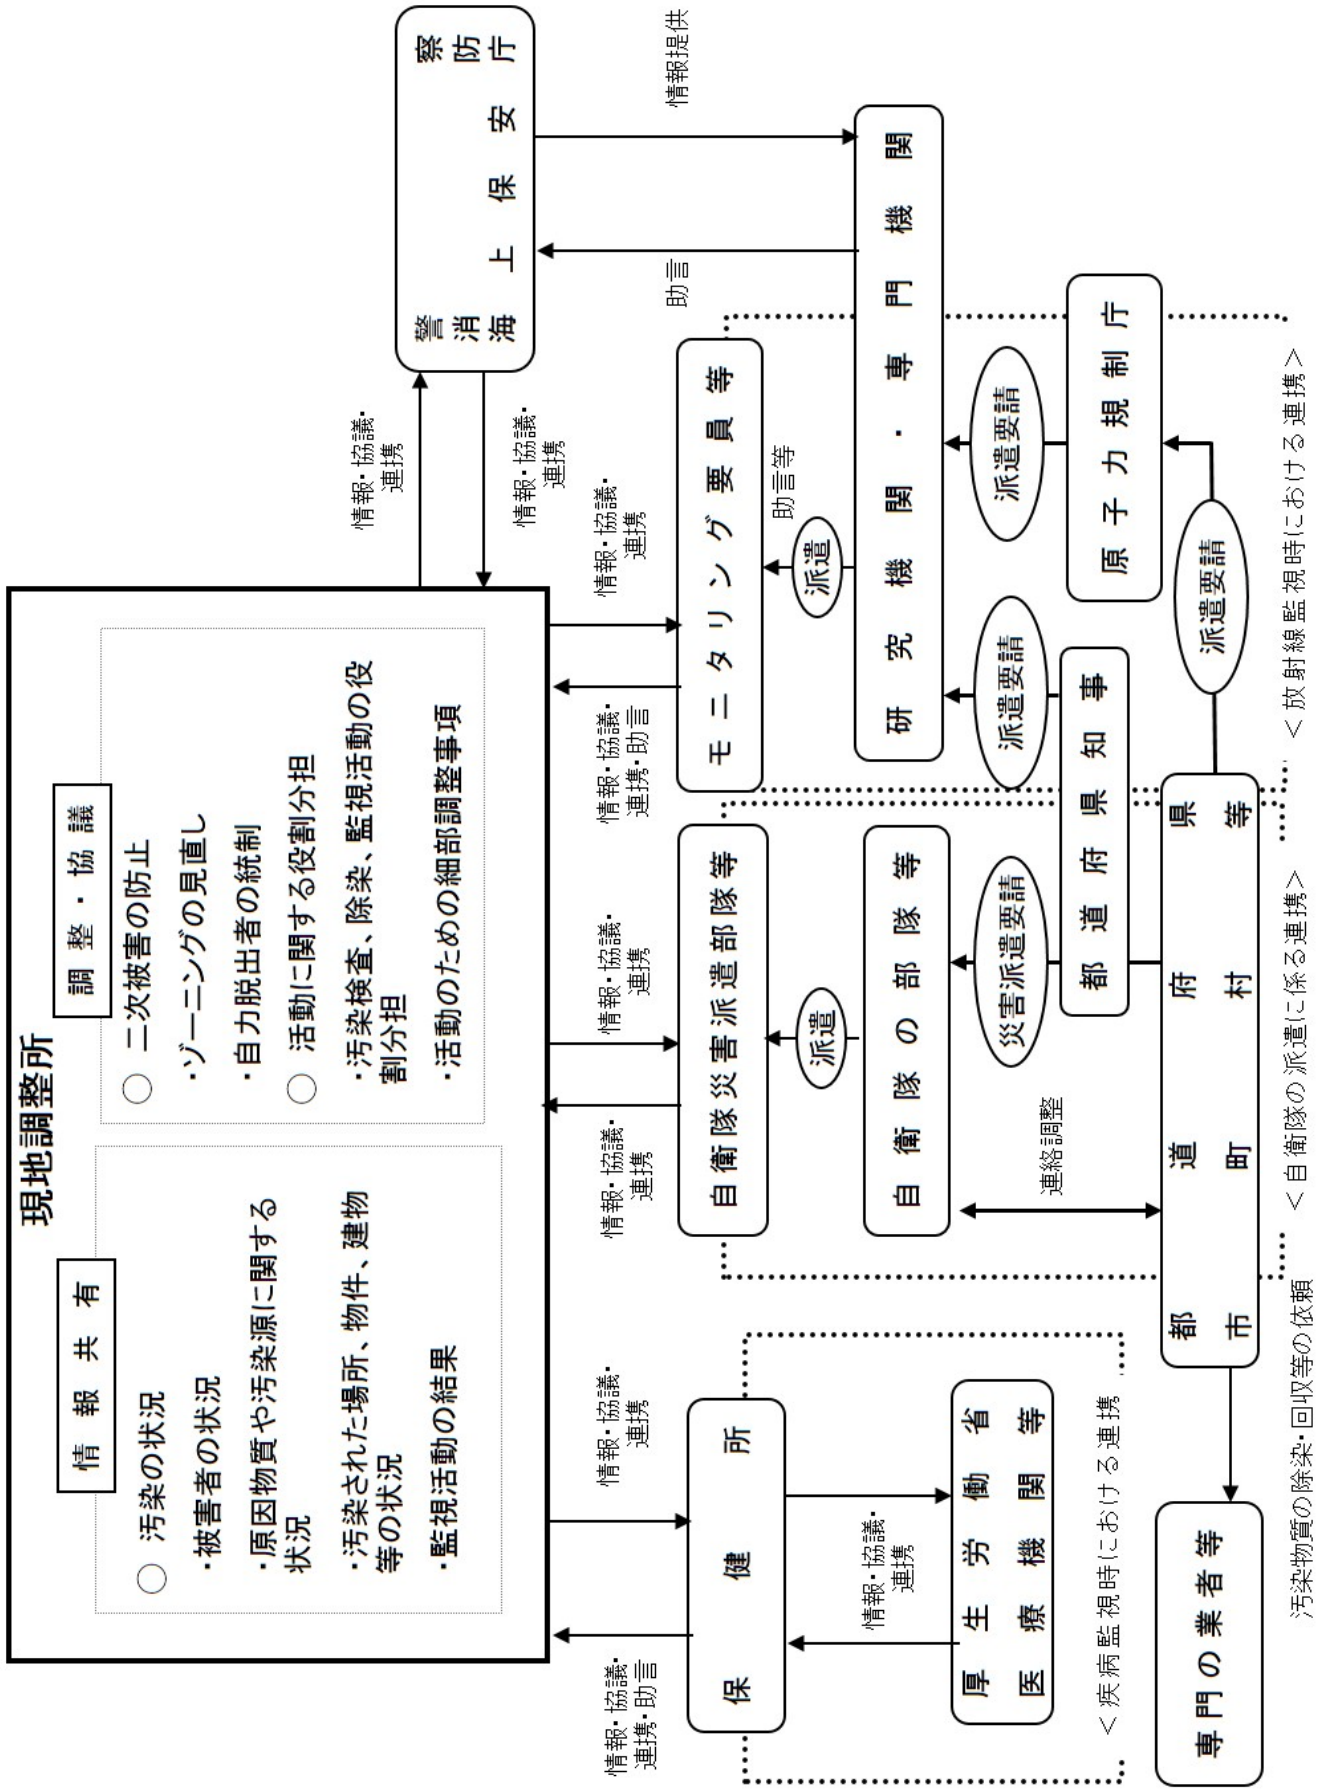 現地調整所
情報共有
○ 汚染の状況
・被害者の状況
・原因物質や汚染源に関する
状況
・汚染された場所、物件、建物
等の状況
・監視活動の結果
調整・協議
○ 二次被害の防止
・ゾーニングの見直し
・自力脱出者の統制
○ 活動に関する役割分担
・汚染検査、除染、監視活動の役
割分担
・活動のための細部調整事項
情報・協議・
連携
情報・協議・
連携
警察
消防
海上保安庁
情報提供
助言
情報・協議・
連携・助言
情報・協議・
連携
情報・協議・
連携
情報・協議・
連携
情報・協議・
連携・助言
情報・協議・
連携
保健所
情報・協議・
連携
厚生労働省
医療機関等
<疾病監視時における連携>
自衛隊災害派遣部隊等
派遣
自衛隊の部隊等
災害派遣要請
連絡調整
都道府県知事
<自衛隊の派遣に係る連携>
モニタリング要員等
派遣
助言等
研究機関・専門機関
派遣要請
派遣要請
原子力規制庁
派遣要請
<放射線監視時における連携>
都道府県
市町村等
専門の業者等
汚染物質の除染・回収等の依頼